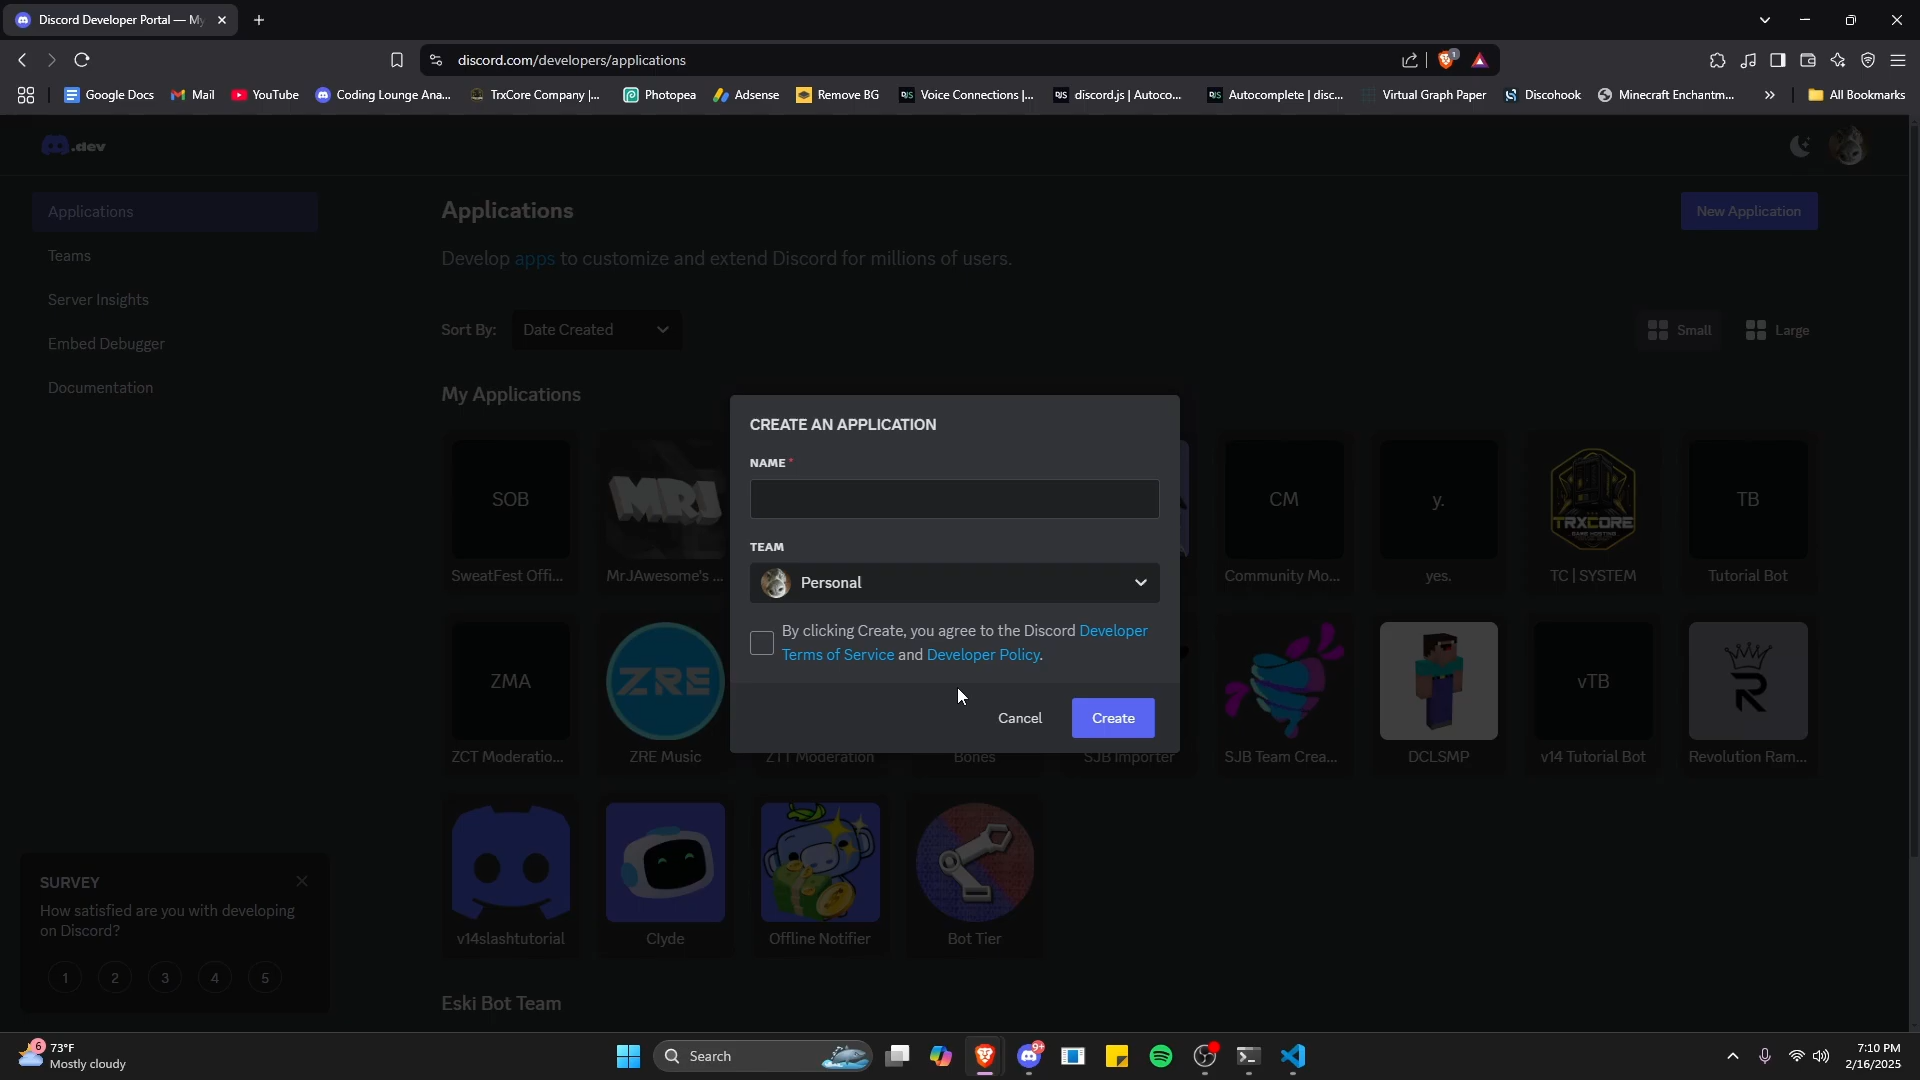 Discord Developer Portal — My
discord.com/developers/applications
1
Google Docs
Mail
YouTube
Coding Lounge Ana...
TrxCore Company |...
Photopea
Adsense
Remove BG
Voice Connections |...
discord.js | Autoco...
Autocomplete | disc...
Virtual Graph Paper
Discohook
Minecraft Enchantm...
»
All Bookmarks
.dev
Applications
Teams
Server Insights
Embed Debugger
Documentation
Applications
New Application
Develop apps to customize and extend Discord for millions of users.
Sort By:
Date Created
Small
Large
My Applications
CREATE AN APPLICATION
NAME *
TEAM
Personal
By clicking Create, you agree to the Discord Developer
Terms of Service and Developer Policy.
Cancel
Create
SOB
MRJ
CM
y.
TRXCORE
TB
SweatFest Offi...
MrJAwesome's ...
Community Mo...
yes.
TC | SYSTEM
Tutorial Bot
ZMA
ZRE
vTB
R
ZCT Moderatio...
ZRE Music
ZTT Moderation
Bones
SJB Importer
SJB Team Crea...
DCLSMP
v14 Tutorial Bot
Revolution Ram...
v14slashtutorial
Clyde
Offline Notifier
Bot Tier
Eski Bot Team
SURVEY
How satisfied are you with developing
on Discord?
1
2
3
4
5
6
73°F
Mostly cloudy
Search
9+
7:10 PM
2/16/2025